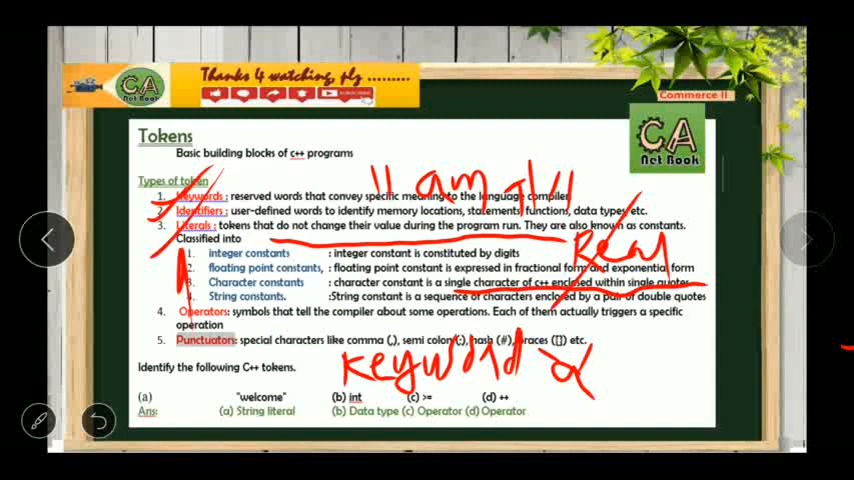 Thanks 4 watching, plz .........
SUBSCRIBE
CA
Net Book
Commerce II
CA
Net Book
Tokens
Basic building blocks of c++ programs
Types of token
1. Keywords : reserved words that convey specific meaning to the language compiler
2. Identifiers : user-defined words to identify memory locations, statements, functions, data types etc.
3. Literals : tokens that do not change their value during the program run. They are also known as constants.
Classified into
1. integer constants : integer constant is constituted by digits
2. floating point constants, : floating point constant is expressed in fractional form and exponential form
3. Character constants : character constant is a single character of c++ enclosed within single quotes
4. String constants. :String constant is a sequence of characters enclosed by a pair of double quotes
4. Operators: symbols that tell the compiler about some operations. Each of them actually triggers a specific
operation
5. Punctuators: special characters like comma (,), semi colon(;), hash (#), braces ({}) etc.
Identify the following C++ tokens.
(a) "welcome" (b) int (c) >= (d) ++
Ans: (a) String literal (b) Data type (c) Operator (d) Operator
am
Real
Keyword